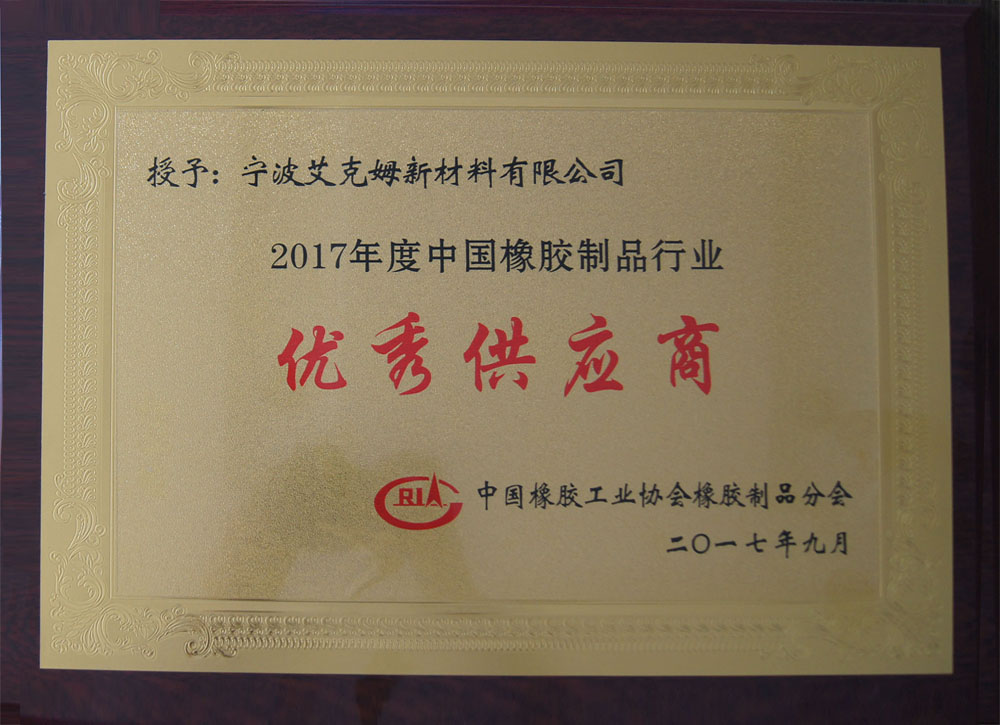 授予：宁波艾克姆新材料有限公司
2017年度中国橡胶制品行业
优秀供应商
CRIA 中国橡胶工业协会橡胶制品分会
二〇一七年九月